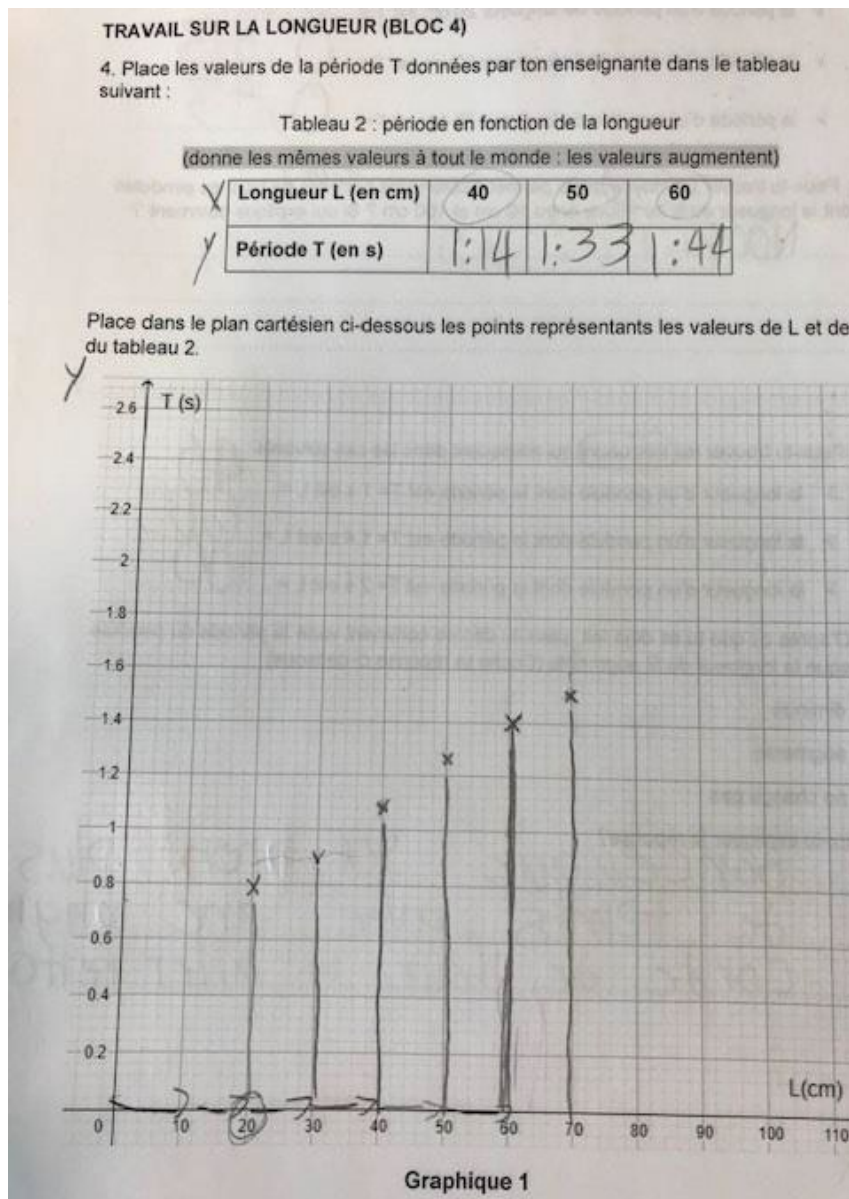 TRAVAIL SUR LA LONGUEUR (BLOC 4)
4. Place les valeurs de la période T données par ton enseignante dans le tableau
suivant :
Tableau 2 : période en fonction de la longueur
(donne les mêmes valeurs à tout le monde : les valeurs augmentent)
X Longueur L (en cm) 40 50 60
Y Période T (en s) 1:14 1:33 1:44
Place dans le plan cartésien ci-dessous les points représentants les valeurs de L et de
du tableau 2.
Y
T (s)
2.6
2.4
2.2
2
1.8
1.6
1.4
1.2
1
0.8
0.6
0.4
0.2
L(cm)
0 10 20 30 40 50 60 70 80 90 100 110
Graphique 1